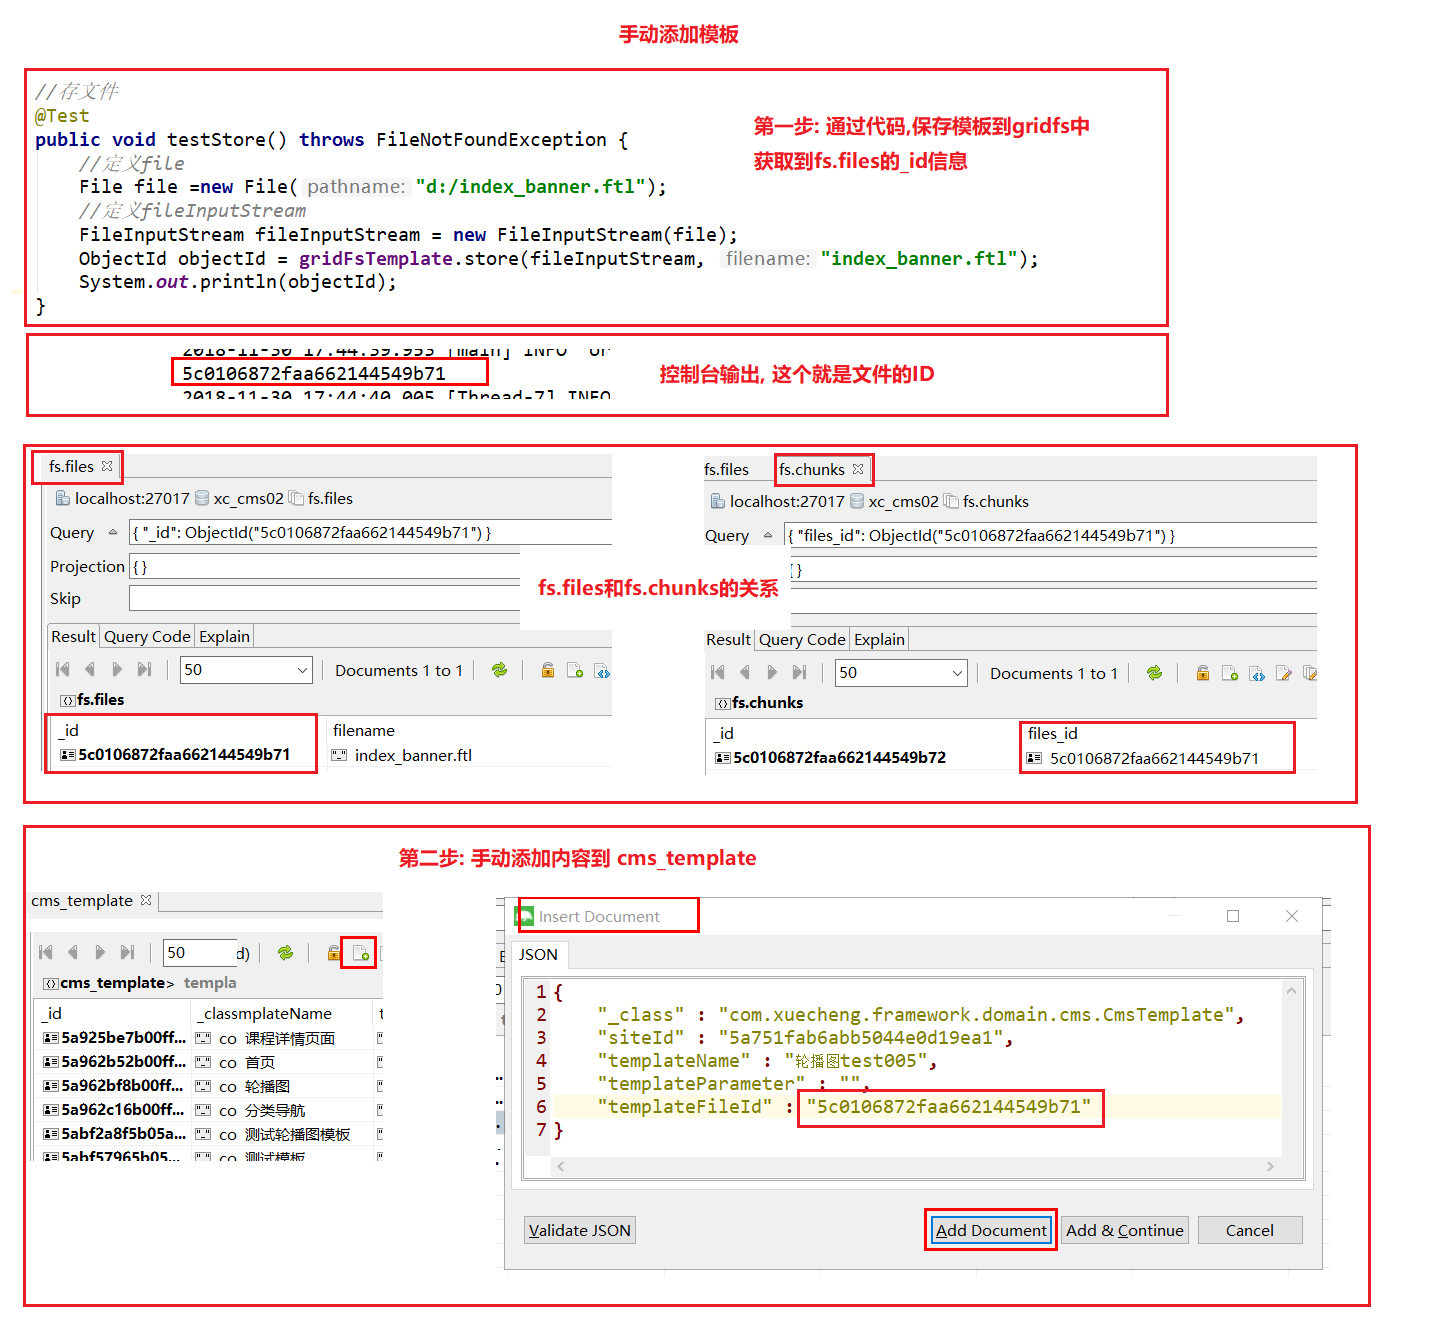 手动添加模板
//存文件
@Test
public void testStore() throws FileNotFoundException {
//定义file
File file =new File( pathname: "d:/index_banner.ftl");
//定义fileInputStream
FileInputStream fileInputStream = new FileInputStream(file);
ObjectId objectId = gridFsTemplate.store(fileInputStream, filename: "index_banner.ftl");
System.out.println(objectId);
}
第一步: 通过代码,保存模板到gridfs中
获取到fs.files的_id信息
2018-11-30 17:44:39.953 [main] INFO
5c0106872faa662144549b71
2018-11-30 17:44:40.005 [Thread-7] INFO
控制台输出, 这个就是文件的ID
fs.files
localhost:27017 xc_cms02 fs.files
Query { "_id": ObjectId("5c0106872faa662144549b71") }
Projection { }
Skip
Result Query Code Explain
50 Documents 1 to 1
fs.files
_id filename
5c0106872faa662144549b71 index_banner.ftl
fs.files和fs.chunks的关系
fs.files fs.chunks
localhost:27017 xc_cms02 fs.chunks
Query { "files_id": ObjectId("5c0106872faa662144549b71") }
{ }
Result Query Code Explain
50 Documents 1 to 1
fs.chunks
_id files_id
5c0106872faa662144549b72 5c0106872faa662144549b71
第二步: 手动添加内容到 cms_template
cms_template
50 d)
cms_template> templa
_id _classmplateName t
5a925be7b00ff... co 课程详情页面
5a962b52b00ff... co 首页
5a962bf8b00ff... co 轮播图
5a962c16b00ff... co 分类导航
5abf2a8f5b05a... co 测试轮播图模板
5abf57965b05... co 测试模板
Insert Document
JSON
1 {
2 "_class" : "com.xuecheng.framework.domain.cms.CmsTemplate",
3 "siteId" : "5a751fab6abb5044e0d19ea1",
4 "templateName" : "轮播图test005",
5 "templateParameter" : "",
6 "templateFileId" : "5c0106872faa662144549b71"
7 }
Validate JSON Add Document Add & Continue Cancel